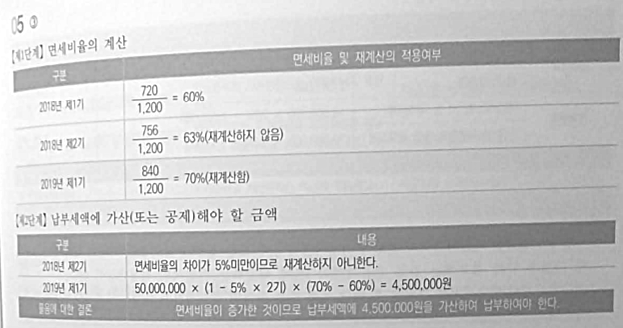 05 ③
【제1단계】 면세비율의 계산
구분 면세비율 및 재계산의 적용여부
2018년 제1기 720/1,200 = 60%
2018년 제2기 756/1,200 = 63%(재계산하지 않음)
2019년 제1기 840/1,200 = 70%(재계산함)
【제2단계】 납부세액에 가산(또는 공제)해야 할 금액
구분 내용
2018년 제2기 면세비율의 차이가 5%미만이므로 재계산하지 아니한다.
2019년 제1기 50,000,000 × (1 - 5% × 2기) × (70% - 60%) = 4,500,000원
물음에 대한 결론 면세비율이 증가한 것이므로 납부세액에 4,500,000원을 가산하여 납부하여야 한다.